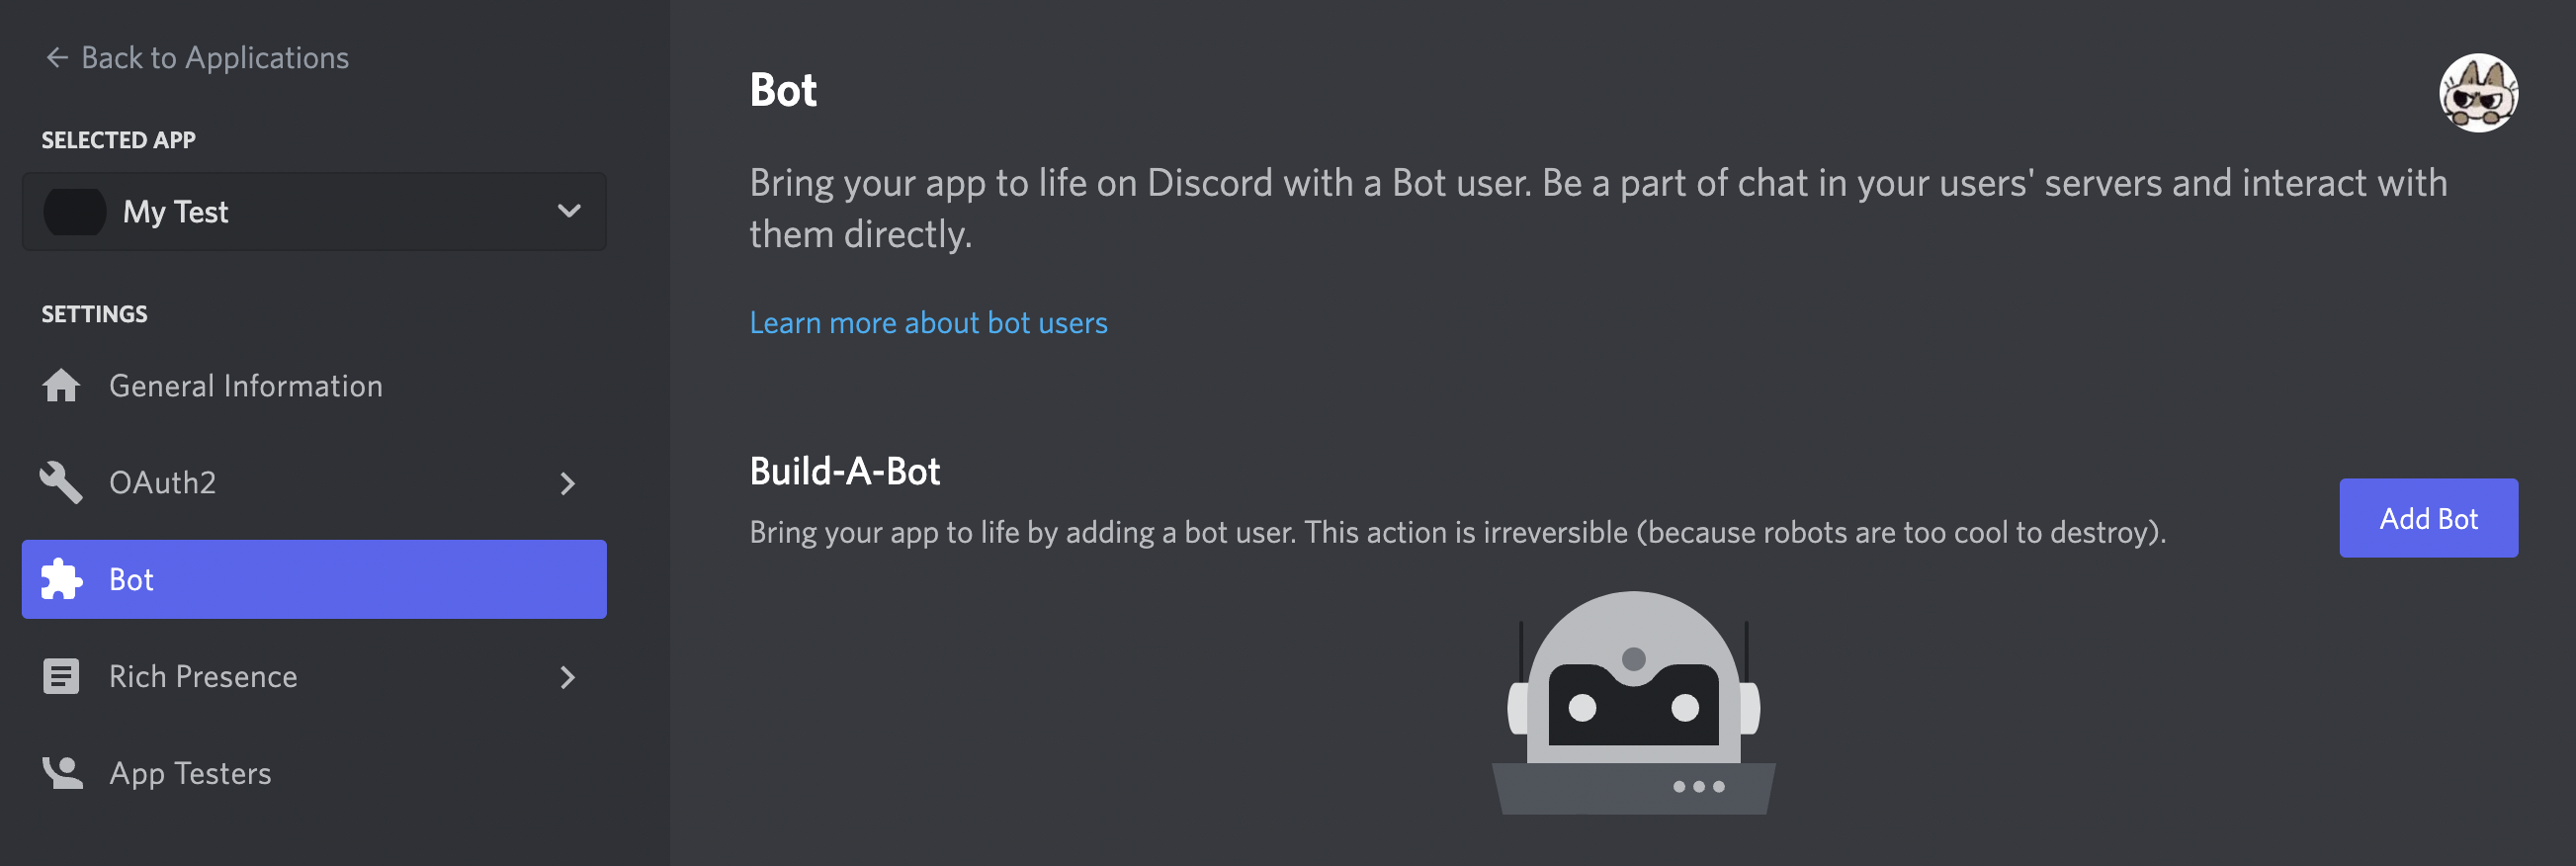 Back to Applications
SELECTED APP
My Test
SETTINGS
General Information
OAuth2
Bot
Rich Presence
App Testers
Bot
Bring your app to life on Discord with a Bot user. Be a part of chat in your users' servers and interact with
them directly.
Learn more about bot users
Build-A-Bot
Bring your app to life by adding a bot user. This action is irreversible (because robots are too cool to destroy).
Add Bot